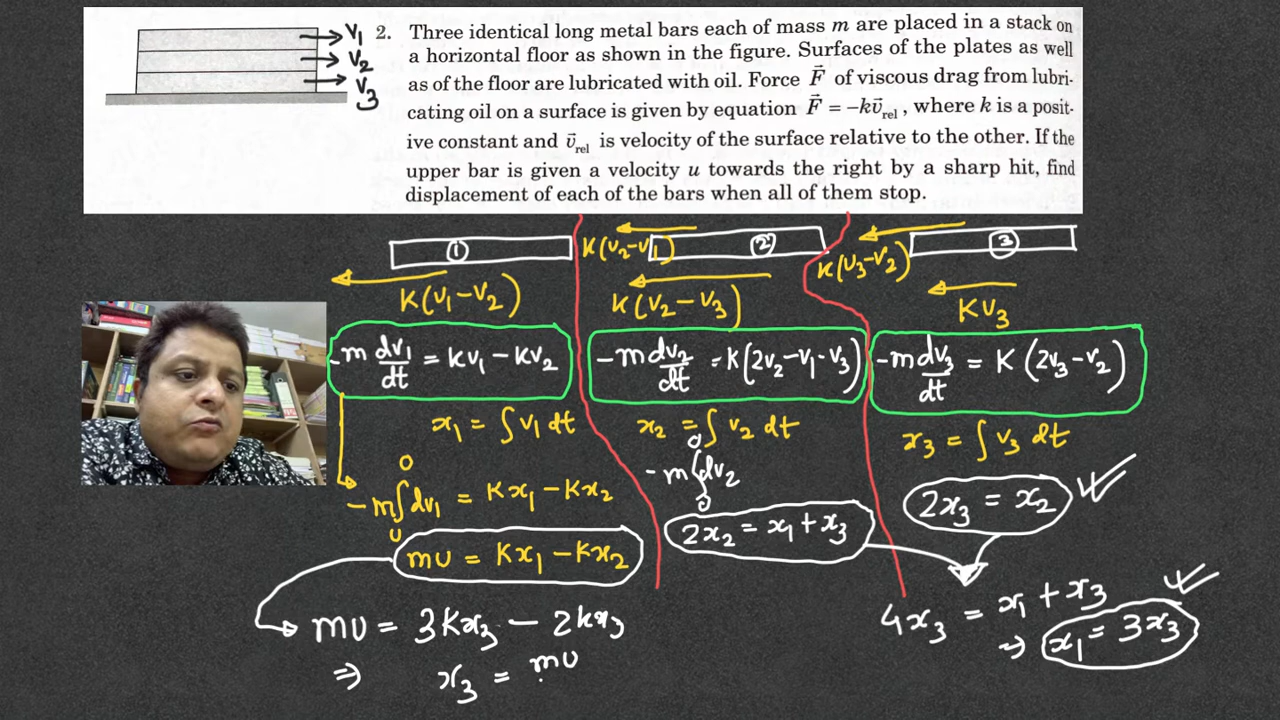 2. Three identical long metal bars each of mass m are placed in a stack on
a horizontal floor as shown in the figure. Surfaces of the plates as well
as of the floor are lubricated with oil. Force F⃗ of viscous drag from lubri-
cating oil on a surface is given by equation F⃗ = −kv⃗rel , where k is a posit-
ive constant and v⃗rel is velocity of the surface relative to the other. If the
upper bar is given a velocity u towards the right by a sharp hit, find
displacement of each of the bars when all of them stop.
V1
V2
V3
①
K(v1−v2)
-m dv1/dt = Kv1 − Kv2
x1 = ∫v1 dt
-m ∫_U^0 dv1 = Kx1 − Kx2
mU = Kx1 − Kx2
mU = 3Kx3 − 2Kx3
⇒ x3 = mU
K(v2−v1)
②
K(v2−v3)
-m dv2/dt = K(2v2−v1−v3)
x2 = ∫v2 dt
-m ∫_0^0 dv2
2x2 = x1 + x3
K(v3−v2)
③
Kv3
-m dv3/dt = K(2v3−v2)
x3 = ∫v3 dt
2x3 = x2
4x3 = x1 + x3
⇒ x1 = 3x3